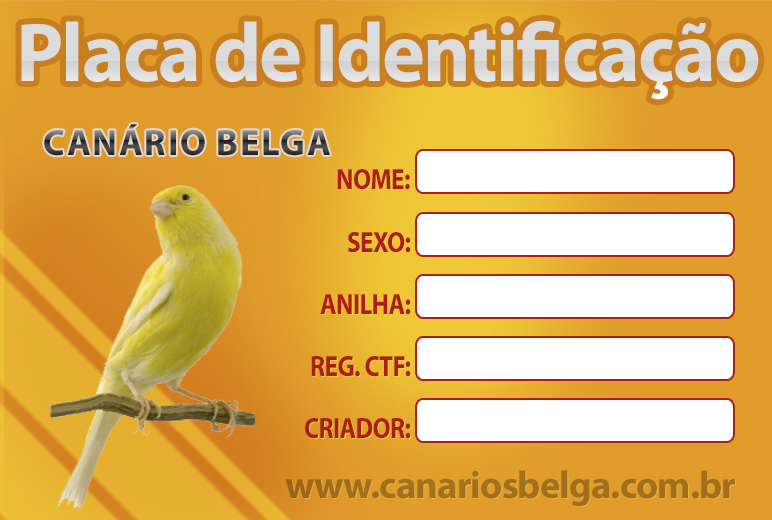 Placa de Identificação
CANÁRIO BELGA
NOME:
SEXO:
ANILHA:
REG. CTF:
CRIADOR:
www.canariosbelga.com.br